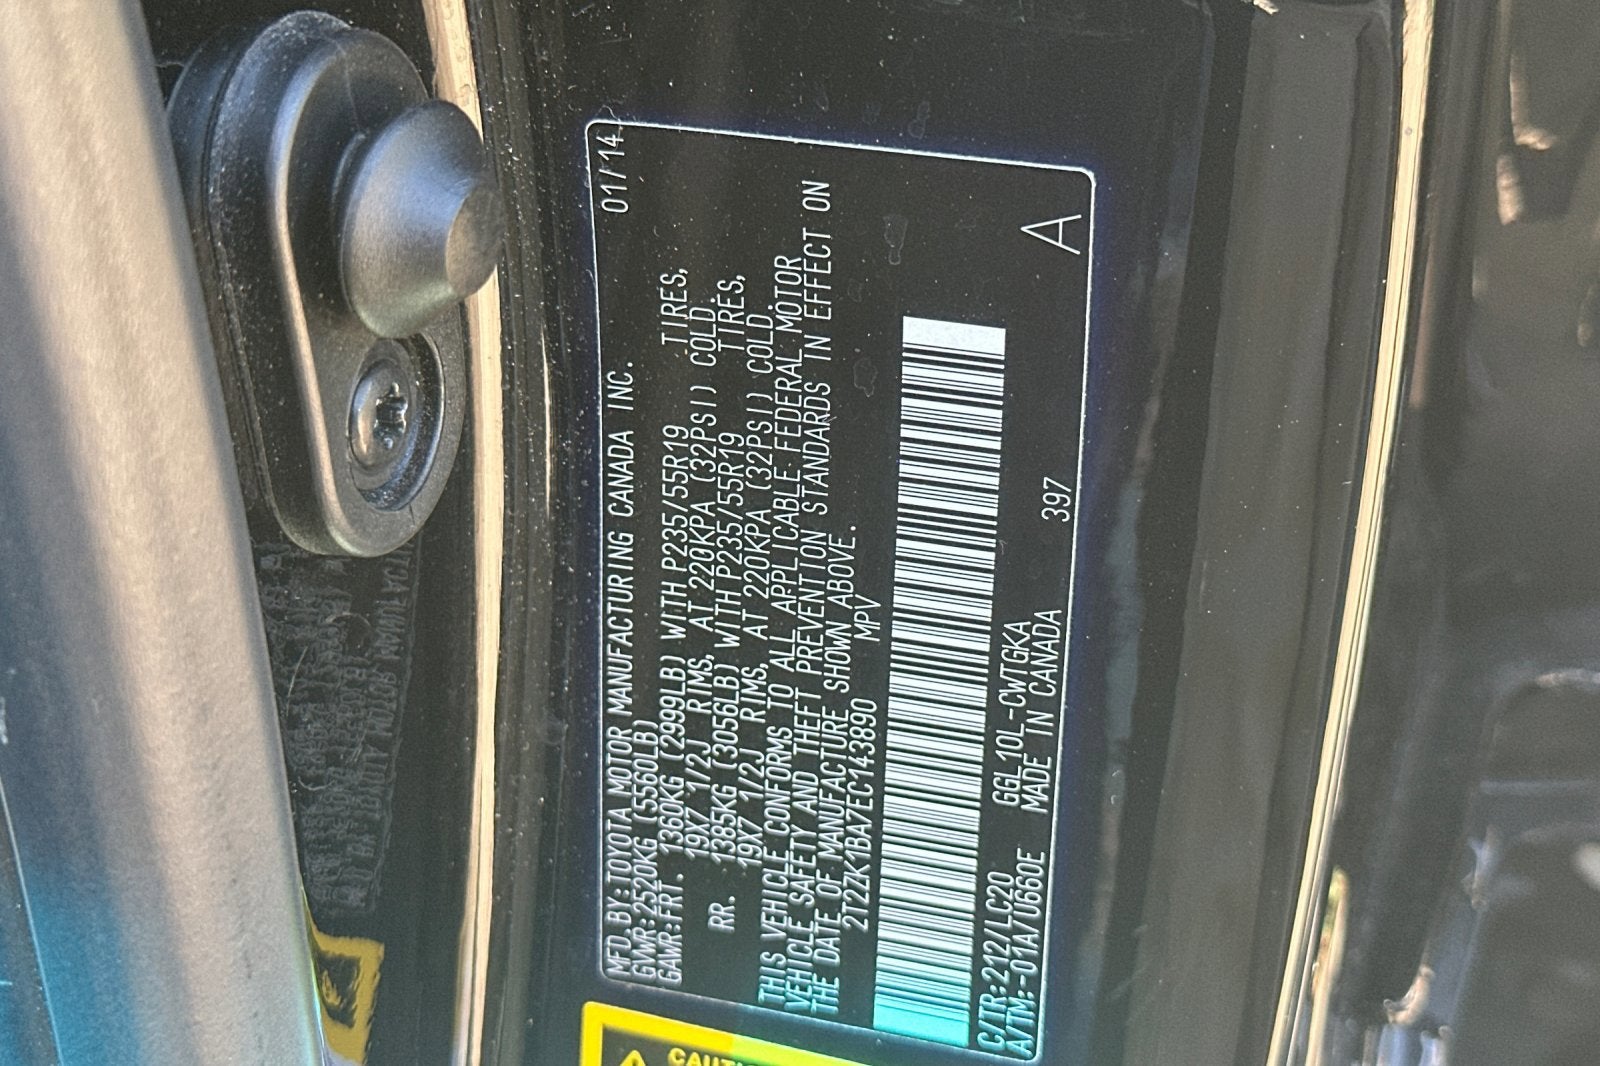 MFD.BY:TOYOTA MOTOR MANUFACTURING CANADA INC. 01/14
GVWR:2520KG (5560LB)
GAWR:FRT. 1360KG (2999LB) WITH P235/55R19 TIRES,
19X7 1/2J RIMS, AT 220KPA (32PSI) COLD.
RR. 1385KG (3056LB) WITH P235/55R19 TIRES,
19X7 1/2J RIMS, AT 220KPA (32PSI) COLD.
THIS VEHICLE CONFORMS TO ALL APPLICABLE FEDERAL MOTOR
VEHICLE SAFETY AND THEFT PREVENTION STANDARDS IN EFFECT ON
THE DATE OF MANUFACTURE SHOWN ABOVE.
2T2ZK1BA7EC143890 MPV
C/TR:212/LC20 GGL10L-CWTGKA
A/TM:-01A/U660E MADE IN CANADA 397 A